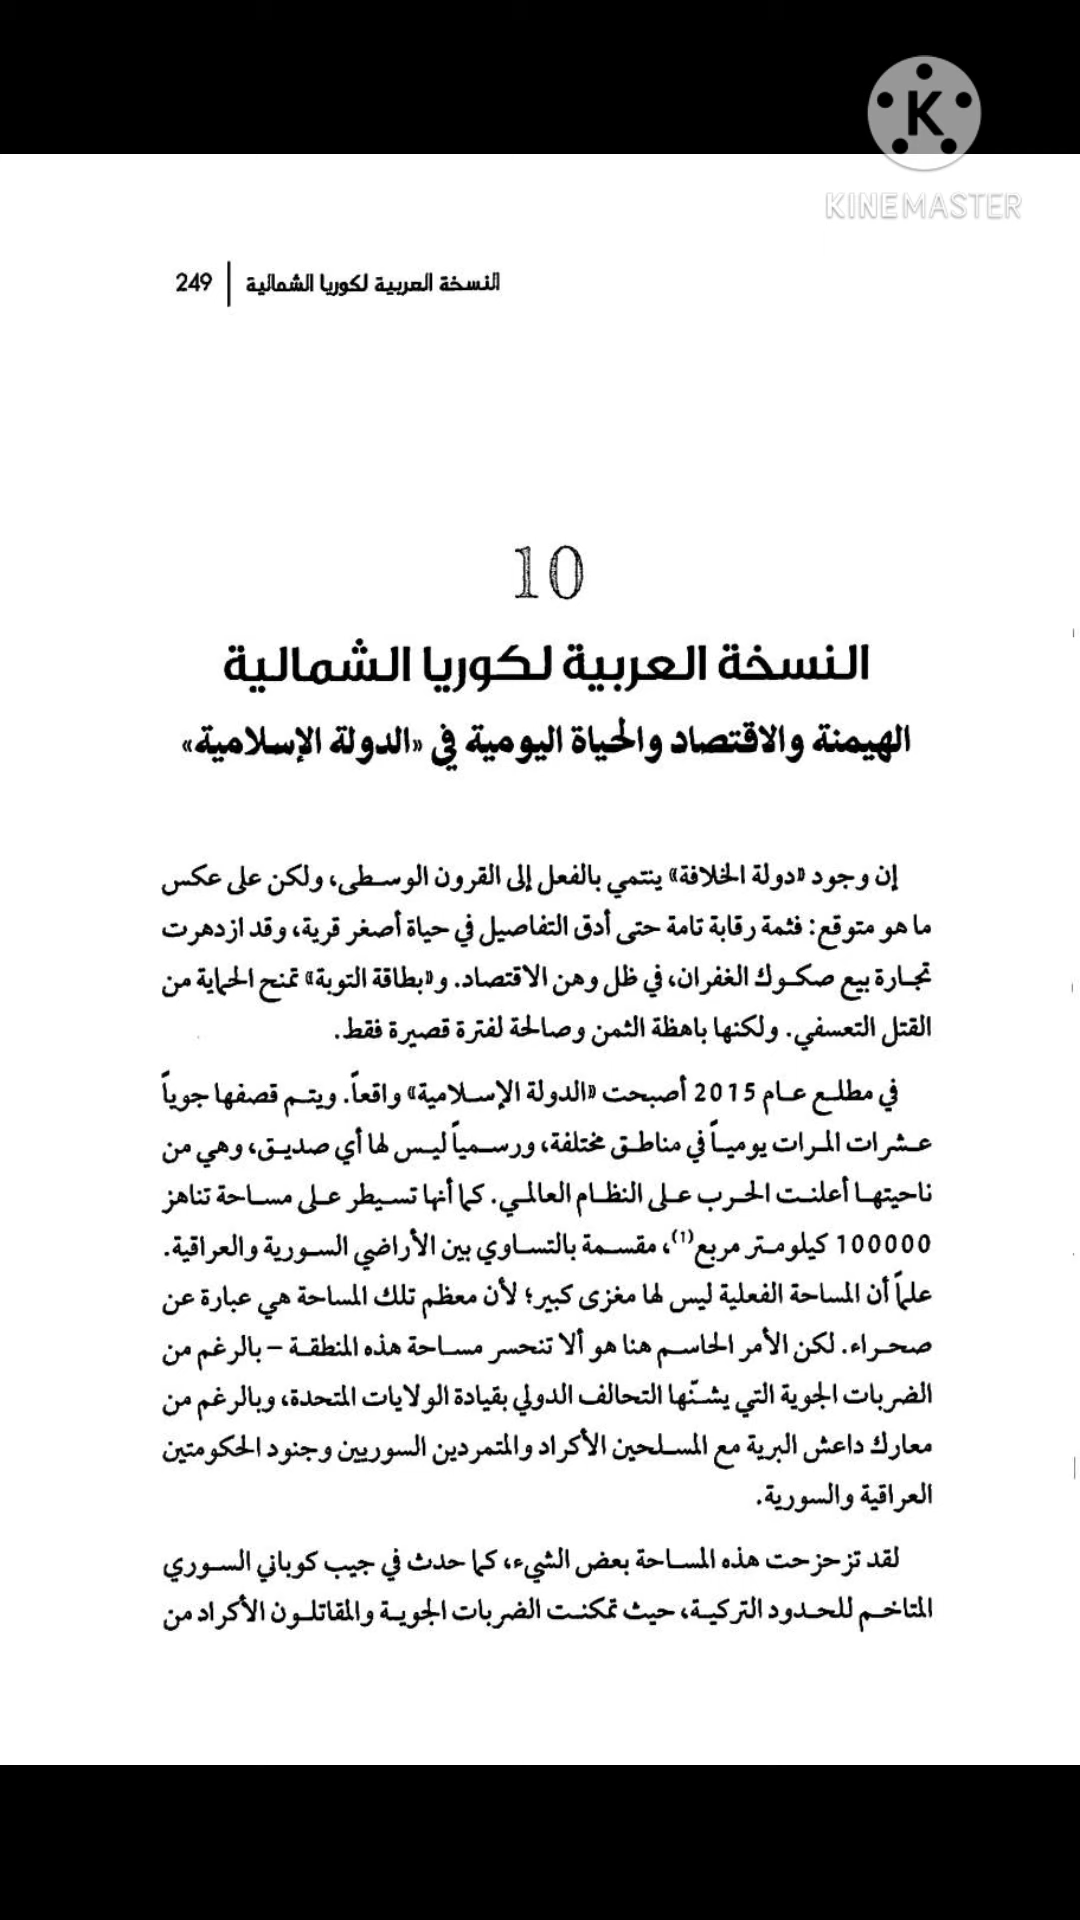 K
KINEMASTER
النسخة العربية لكوريا الشمالية | 249
10
النسخة العربية لكوريا الشمالية
الهيمنة والاقتصاد والحياة اليومية في «الدولة الإسلامية»
إن وجود «دولة الخلافة» ينتمي بالفعل إلى القرون الوسطى، ولكن على عكس
ما هو متوقع: فثمة رقابة تامة حتى أدق التفاصيل في حياة أصغر قرية، وقد ازدهرت
تجارة بيع صكوك الغفران، في ظل وهن الاقتصاد. و«بطاقة التوبة» تمنح الحماية من
القتل التعسفي. ولكنها باهظة الثمن وصالحة لفترة قصيرة فقط.
في مطلع عام 2015 أصبحت «الدولة الإسلامية» واقعاً. ويتم قصفها جوياً
عشرات المرات يومياً في مناطق مختلفة، ورسمياً ليس لها أي صديق، وهي من
ناحيتها أعلنت الحرب على النظام العالمي. كما أنها تسيطر على مساحة تناهز
100000 كيلومتر مربع(1)، مقسمة بالتساوي بين الأراضي السورية والعراقية.
علماً أن المساحة الفعلية ليس لها مغزى كبير؛ لأن معظم تلك المساحة هي عبارة عن
صحراء. لكن الأمر الحاسم هنا هو ألا تنحسر مساحة هذه المنطقة – بالرغم من
الضربات الجوية التي يشنّها التحالف الدولي بقيادة الولايات المتحدة، وبالرغم من
معارك داعش البرية مع المسلحين الأكراد والمتمردين السوريين وجنود الحكومتين
العراقية والسورية.
لقد تزحزحت هذه المساحة بعض الشيء، كما حدث في جيب كوباني السوري
المتاخم للحدود التركية، حيث تمكنت الضربات الجوية والمقاتلون الأكراد من